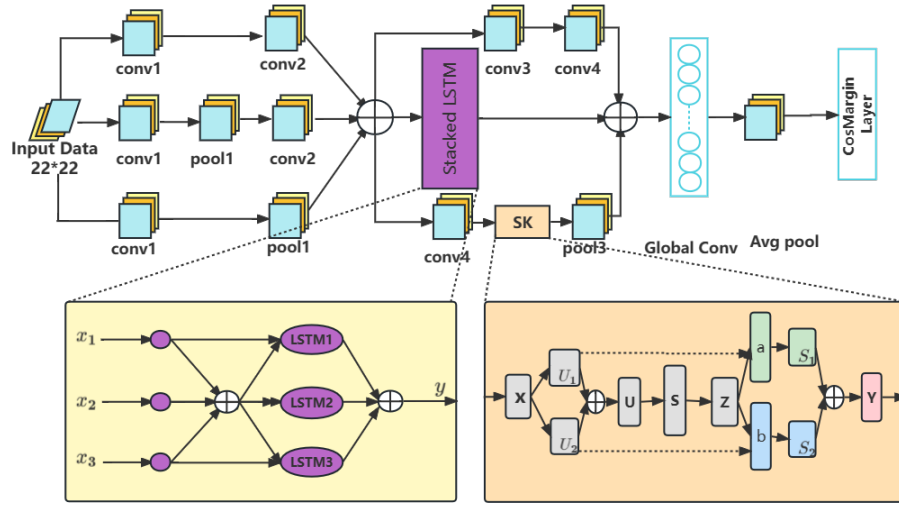 conv1
conv2
conv3
conv4
Stacked LSTM
Input Data
22*22
conv1
pool1
conv2
CosMargin
Layer
conv1
pool1
conv4
SK
pool3
Global Conv
Avg pool
x1
LSTM1
x2
LSTM2
y
x3
LSTM3
X
U1
U2
U
S
Z
a
b
S1
S2
Y